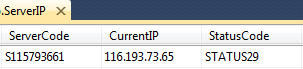 .ServerIP
ServerCode CurrentIP StatusCode
S115793661 116.193.73.65 STATUS29